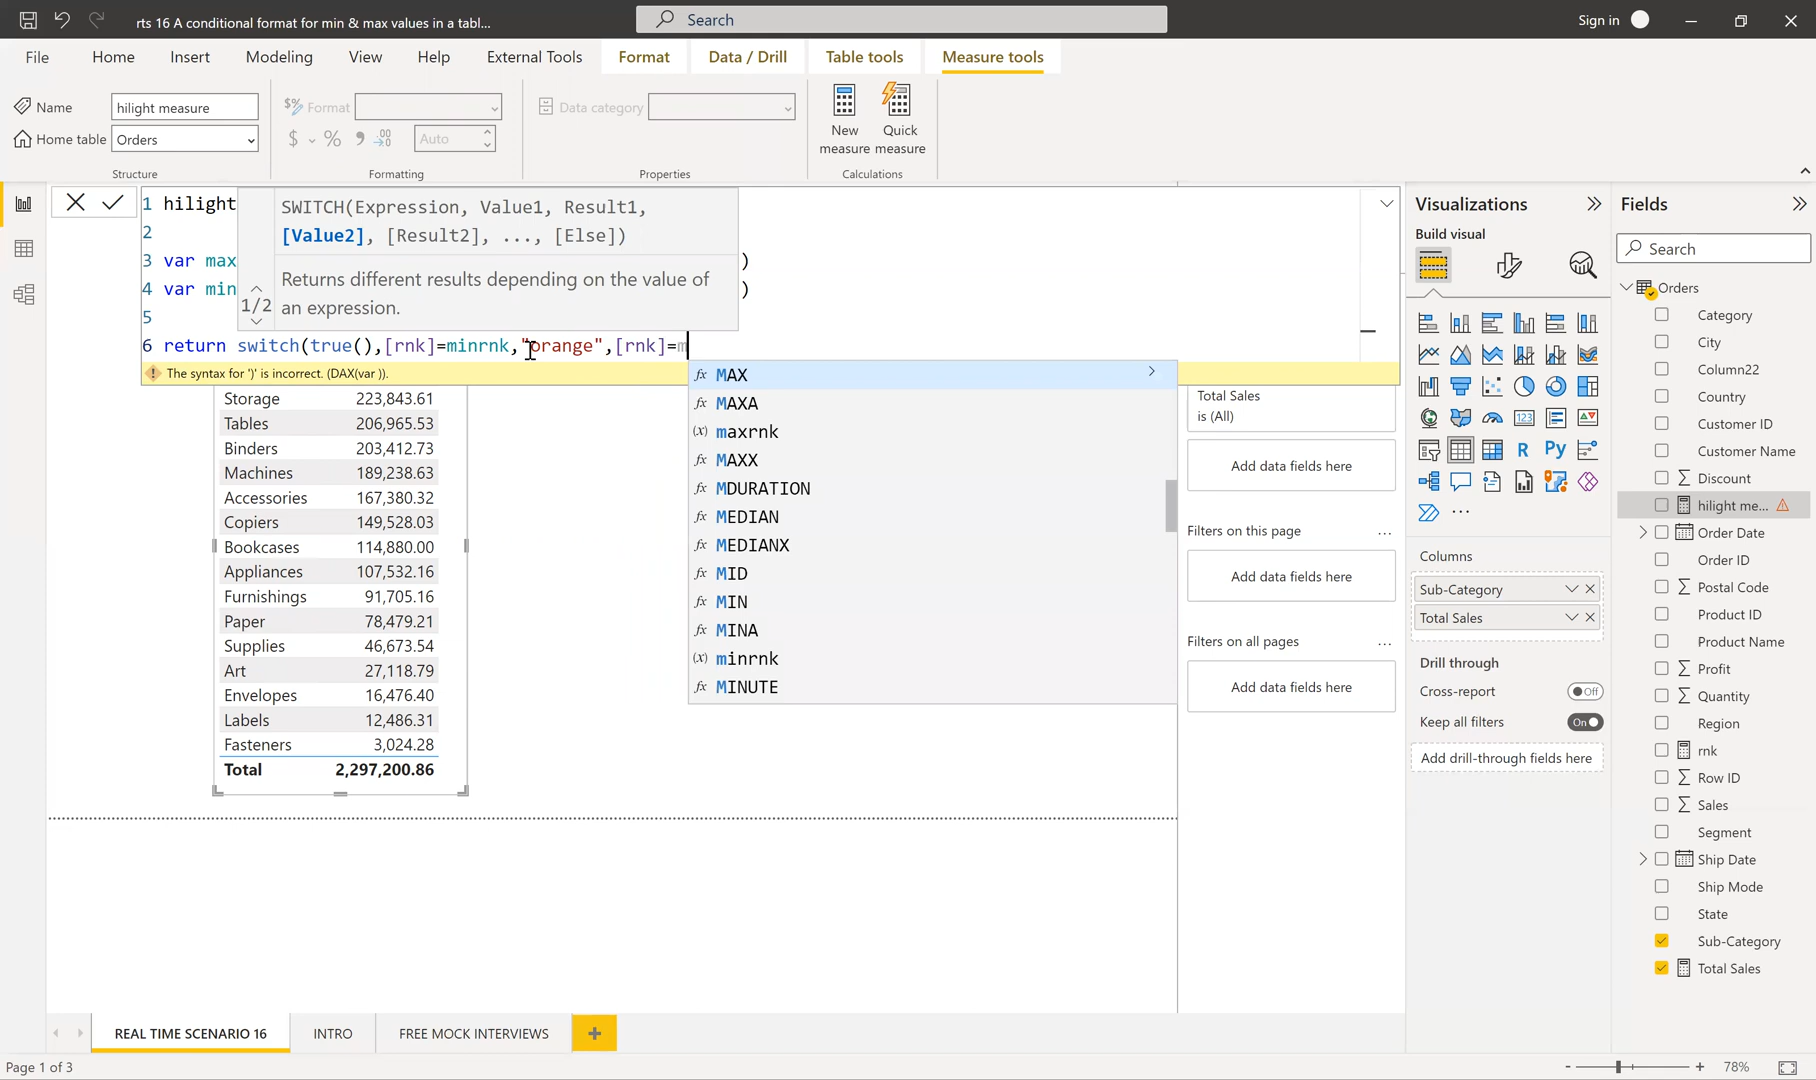 rts 16 A conditional format for min & max values in a tabl...
Search
Sign in
File
Home
Insert
Modeling
View
Help
External Tools
Format
Data / Drill
Table tools
Measure tools
Name
hilight measure
Home table
Orders
Structure
Format
$
%
Auto
Formatting
Data category
Properties
New measure
Quick measure
Calculations
1 hilight
2
3 var max )
4 var min )
5
6 return switch(true(),[rnk]=minrnk,"orange",[rnk]=m
SWITCH(Expression, Value1, Result1,
[Value2], [Result2], ..., [Else])
1/2
Returns different results depending on the value of
an expression.
The syntax for ')' is incorrect. (DAX(var )).
MAX
MAXA
maxrnk
MAXX
MDURATION
MEDIAN
MEDIANX
MID
MIN
MINA
minrnk
MINUTE
Storage 223,843.61
Tables 206,965.53
Binders 203,412.73
Machines 189,238.63
Accessories 167,380.32
Copiers 149,528.03
Bookcases 114,880.00
Appliances 107,532.16
Furnishings 91,705.16
Paper 78,479.21
Supplies 46,673.54
Art 27,118.79
Envelopes 16,476.40
Labels 12,486.31
Fasteners 3,024.28
Total 2,297,200.86
Total Sales
is (All)
Add data fields here
Filters on this page ...
Add data fields here
Filters on all pages ...
Add data fields here
Visualizations
Build visual
R
Py
...
Columns
Sub-Category
Total Sales
Drill through
Cross-report Off
Keep all filters On
Add drill-through fields here
Fields
Search
Orders
Category
City
Column22
Country
Customer ID
Customer Name
Discount
hilight me...
Order Date
Order ID
Postal Code
Product ID
Product Name
Profit
Quantity
Region
rnk
Row ID
Sales
Segment
Ship Date
Ship Mode
State
Sub-Category
Total Sales
REAL TIME SCENARIO 16
INTRO
FREE MOCK INTERVIEWS
Page 1 of 3
78%